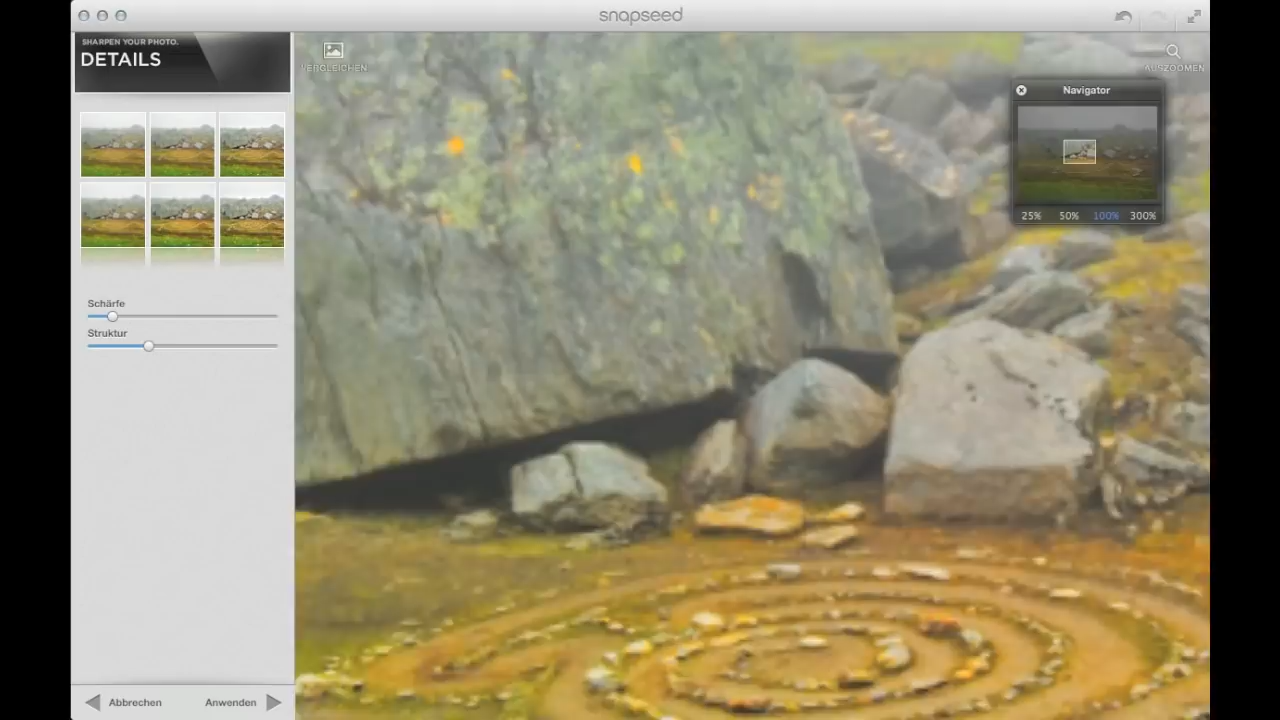 snapseed
SHARPEN YOUR PHOTO.
DETAILS
VERGLEICHEN
AUSZOOMEN
Navigator
25% 50% 100% 300%
Schärfe
Struktur
Abbrechen Anwenden